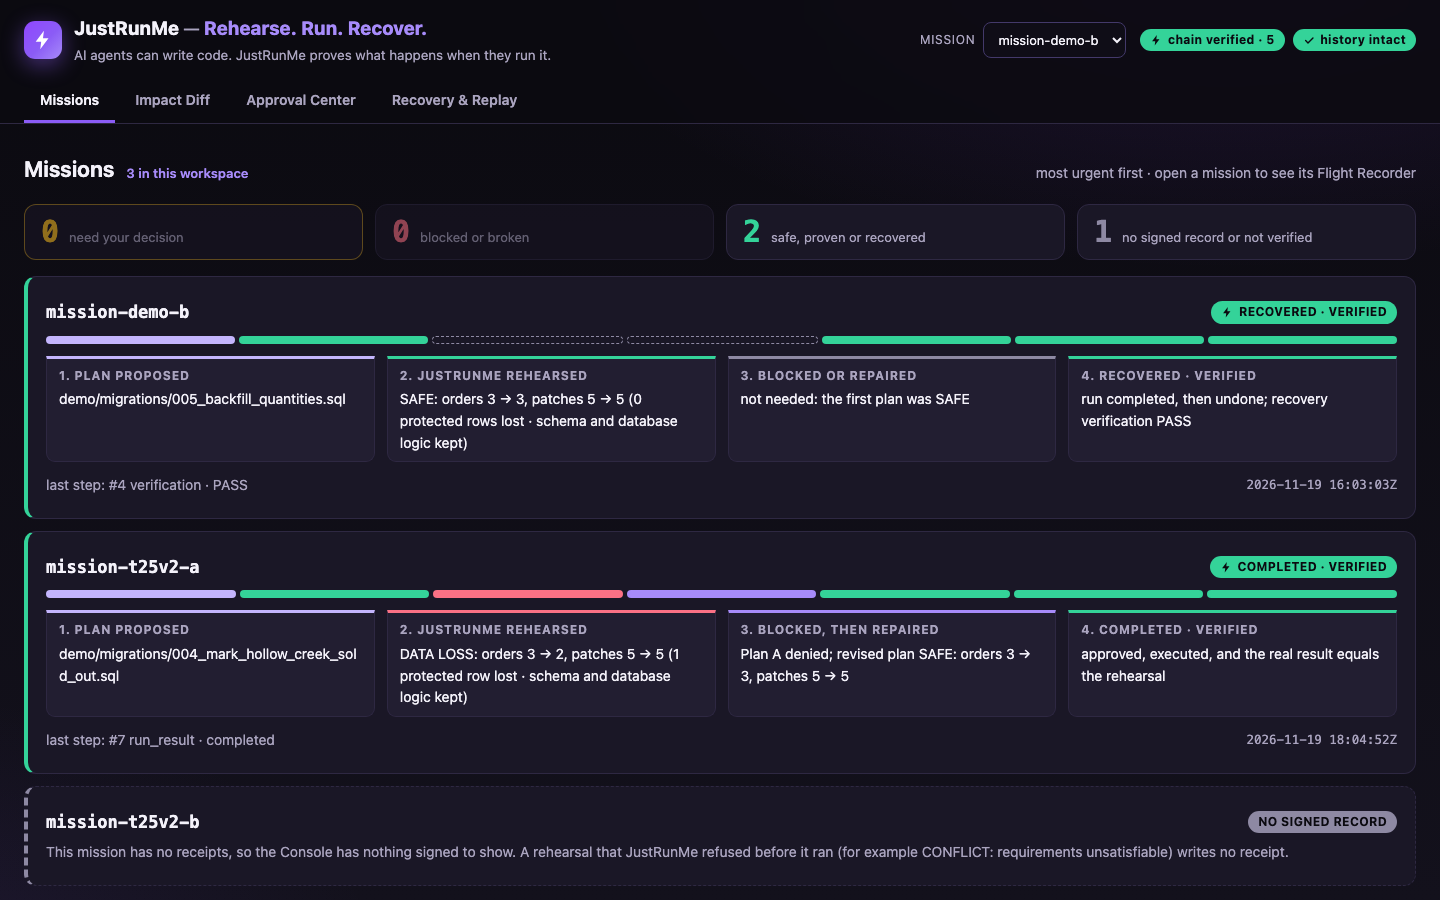 JustRunMe — Rehearse. Run. Recover.
AI agents can write code. JustRunMe proves what happens when they run it.
MISSION
mission-demo-b
chain verified · 5
history intact
Missions
Impact Diff
Approval Center
Recovery & Replay
Missions 3 in this workspace
most urgent first · open a mission to see its Flight Recorder
0 need your decision
0 blocked or broken
2 safe, proven or recovered
1 no signed record or not verified
mission-demo-b
RECOVERED · VERIFIED
1. PLAN PROPOSED
demo/migrations/005_backfill_quantities.sql
2. JUSTRUNME REHEARSED
SAFE: orders 3 → 3, patches 5 → 5 (0
protected rows lost · schema and database
logic kept)
3. BLOCKED OR REPAIRED
not needed: the first plan was SAFE
4. RECOVERED · VERIFIED
run completed, then undone; recovery
verification PASS
last step: #4 verification · PASS
2026-11-19 16:03:03Z
mission-t25v2-a
COMPLETED · VERIFIED
1. PLAN PROPOSED
demo/migrations/004_mark_hollow_creek_sol
d_out.sql
2. JUSTRUNME REHEARSED
DATA LOSS: orders 3 → 2, patches 5 → 5 (1
protected row lost · schema and database
logic kept)
3. BLOCKED, THEN REPAIRED
Plan A denied; revised plan SAFE: orders 3 →
3, patches 5 → 5
4. COMPLETED · VERIFIED
approved, executed, and the real result equals
the rehearsal
last step: #7 run_result · completed
2026-11-19 18:04:52Z
mission-t25v2-b
NO SIGNED RECORD
This mission has no receipts, so the Console has nothing signed to show. A rehearsal that JustRunMe refused before it ran (for example CONFLICT: requirements unsatisfiable) writes no receipt.